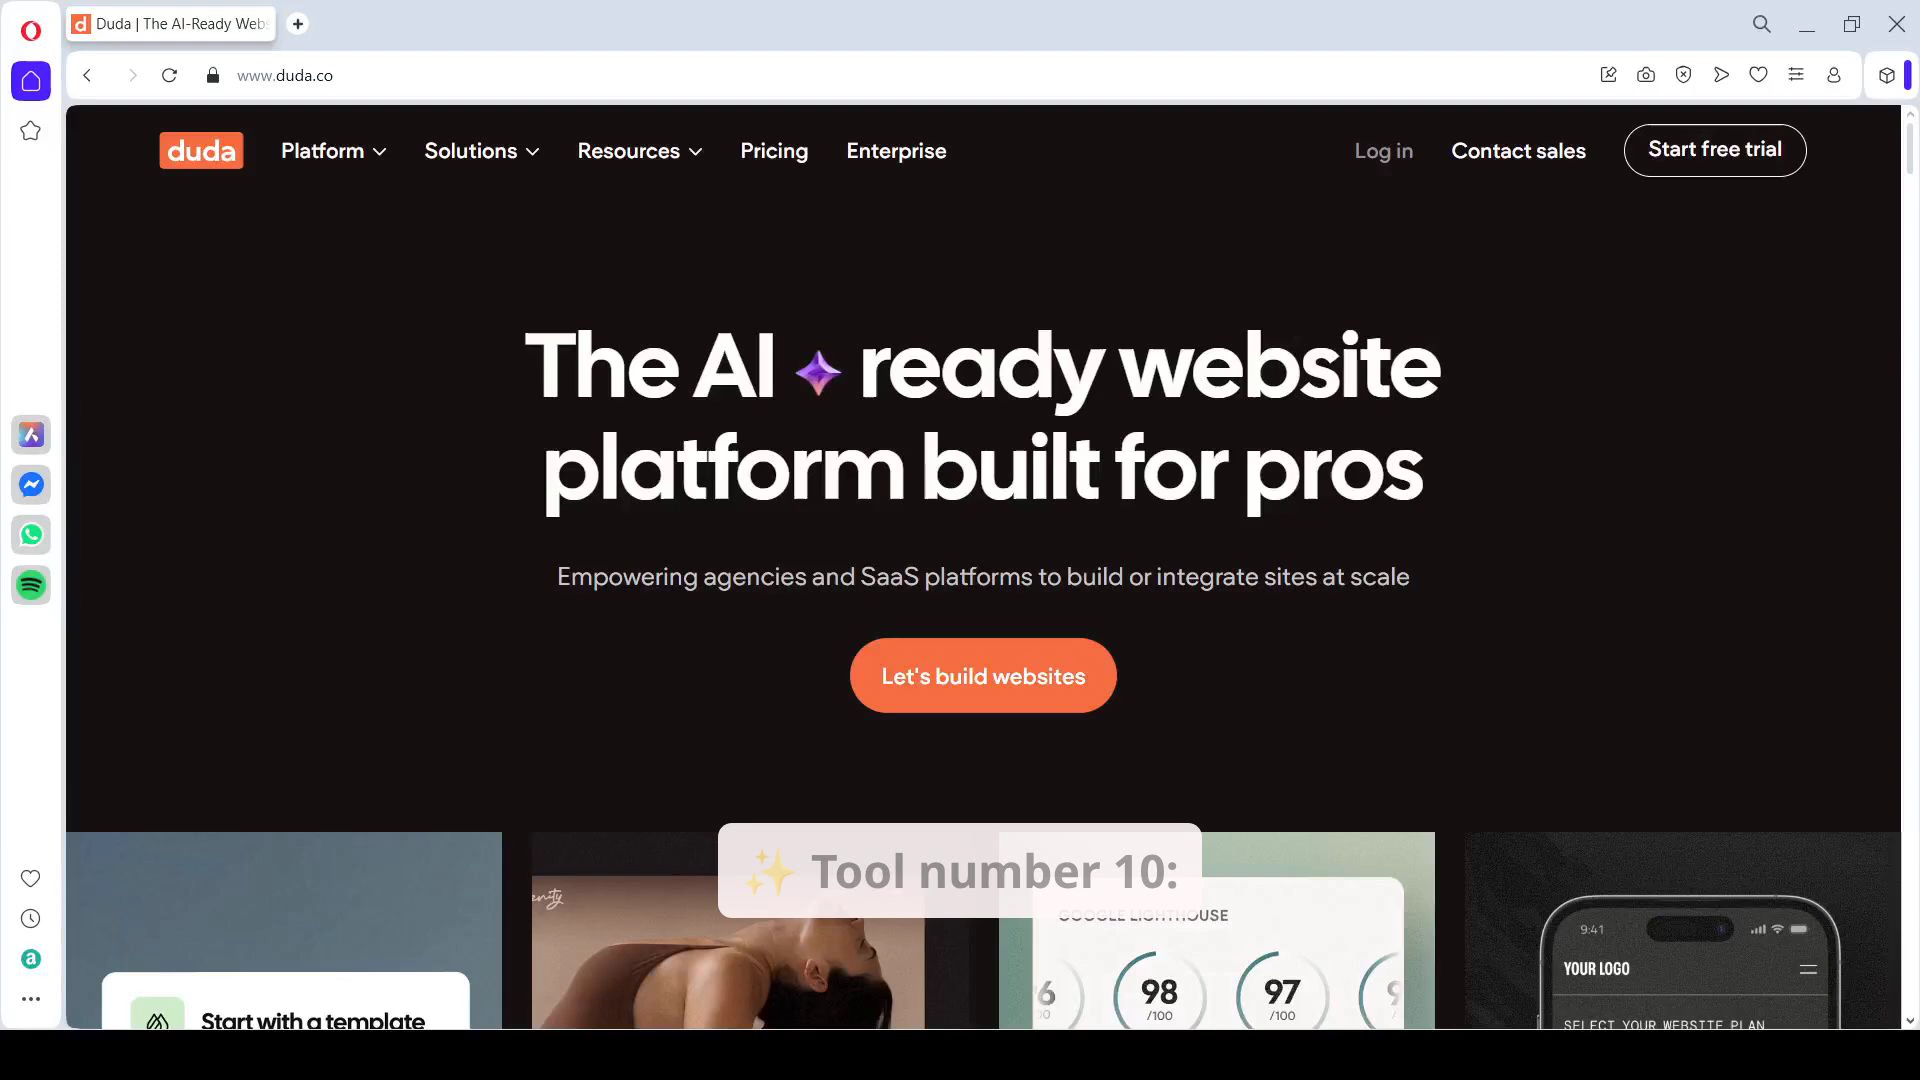 Duda | The AI-Ready Web
www.duda.co
duda Platform Solutions Resources Pricing Enterprise Log in Contact sales Start free trial
The AI ready website
platform built for pros
Empowering agencies and SaaS platforms to build or integrate sites at scale
Let's build websites
✨ Tool number 10:
GOOGLE LIGHTHOUSE
9:41
YOUR LOGO
98 97
/100 /100
Start with a template
SELECT YOUR WEBSITE PLAN